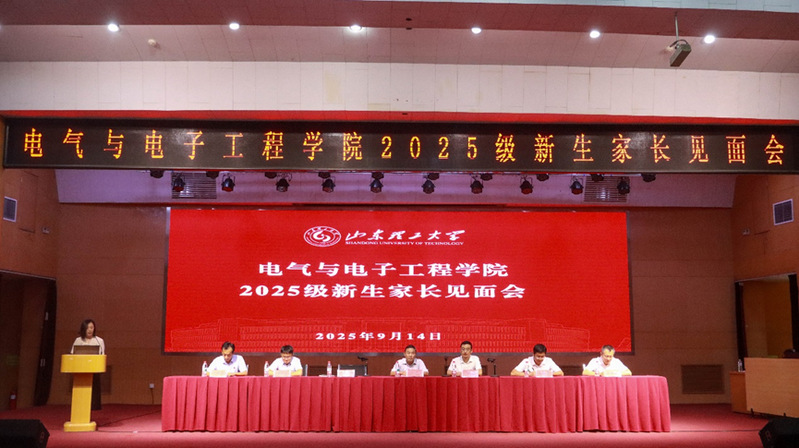 电气与电子工程学院2025级新生家长见面会
山东理工大学
SHANDONG UNIVERSITY OF TECHNOLOGY
电气与电子工程学院
2025级新生家长见面会
2025年9月14日